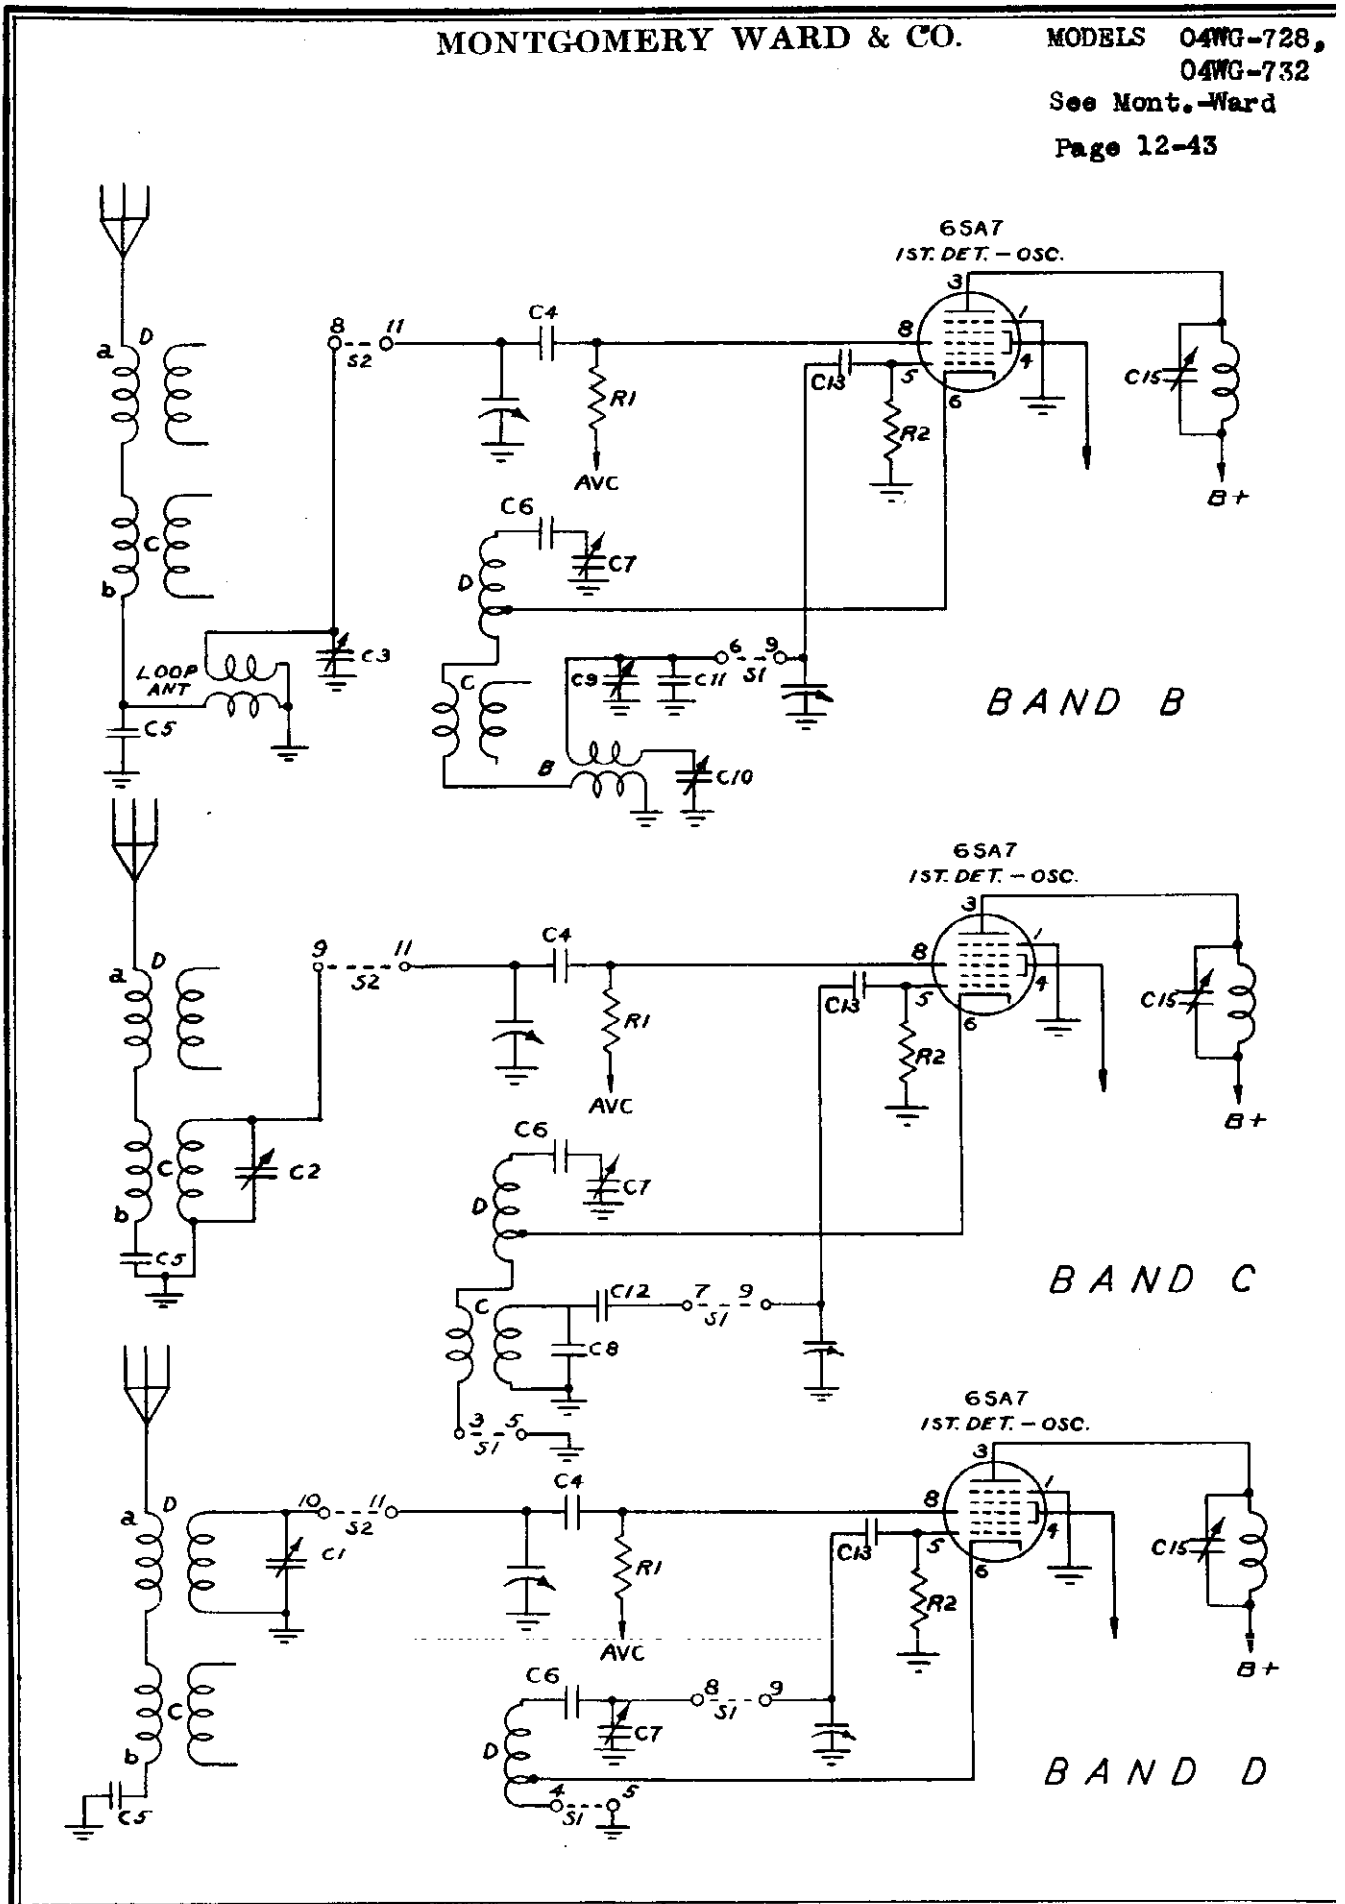 MONTGOMERY WARD & CO.
MODELS 04WG-728,
04WG-732
See Mont.-Ward
Page 12-43
6SA7
1ST. DET. - OSC.
3
8 11
S2
C4
8
1
4
5
6
C13
R1
R2
C15
AVC
B+
a
D
C
b
LOOP
ANT
C3
C5
C6
C7
D
C
C9
C11
6 9
S1
B
C10
BAND B
6SA7
1ST. DET. - OSC.
3
9 11
S2
C4
8
1
4
5
6
C13
R1
R2
C15
AVC
B+
a
D
C
b
C2
C5
C6
C7
D
C
C12
7 9
S1
C8
3 5
S1
BAND C
6SA7
1ST. DET. - OSC.
3
10 11
S2
C4
8
1
4
5
6
C13
R1
R2
C15
AVC
B+
a
D
C1
C
b
C5
C6
C7
8 9
S1
D
4 5
S1
BAND D